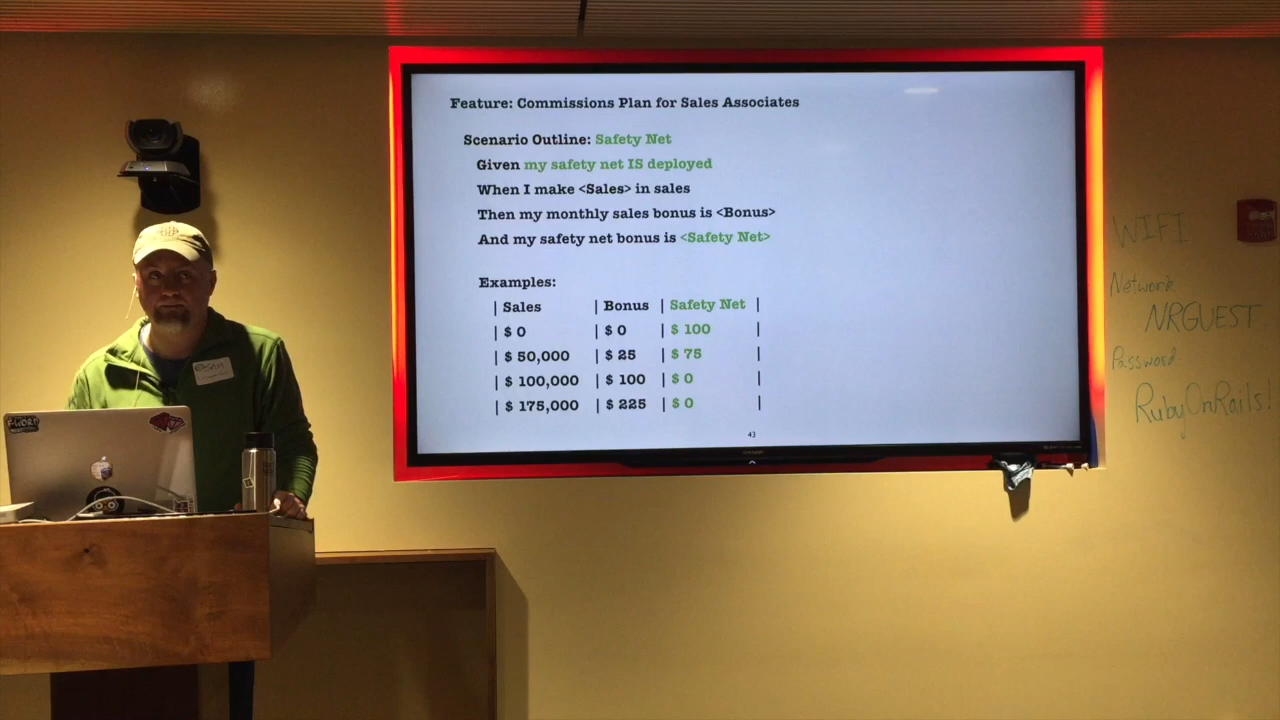 Feature: Commissions Plan for Sales Associates
Scenario Outline: Safety Net
Given my safety net IS deployed
When I make <Sales> in sales
Then my monthly sales bonus is <Bonus>
And my safety net bonus is <Safety Net>
Examples:
| Sales | Bonus | Safety Net |
| $ 0 | $ 0 | $ 100 |
| $ 50,000 | $ 25 | $ 75 |
| $ 100,000 | $ 100 | $ 0 |
| $ 175,000 | $ 225 | $ 0 |
43
WIFI
Network
NRGUEST
Password
RubyOnRails!
F-WORD